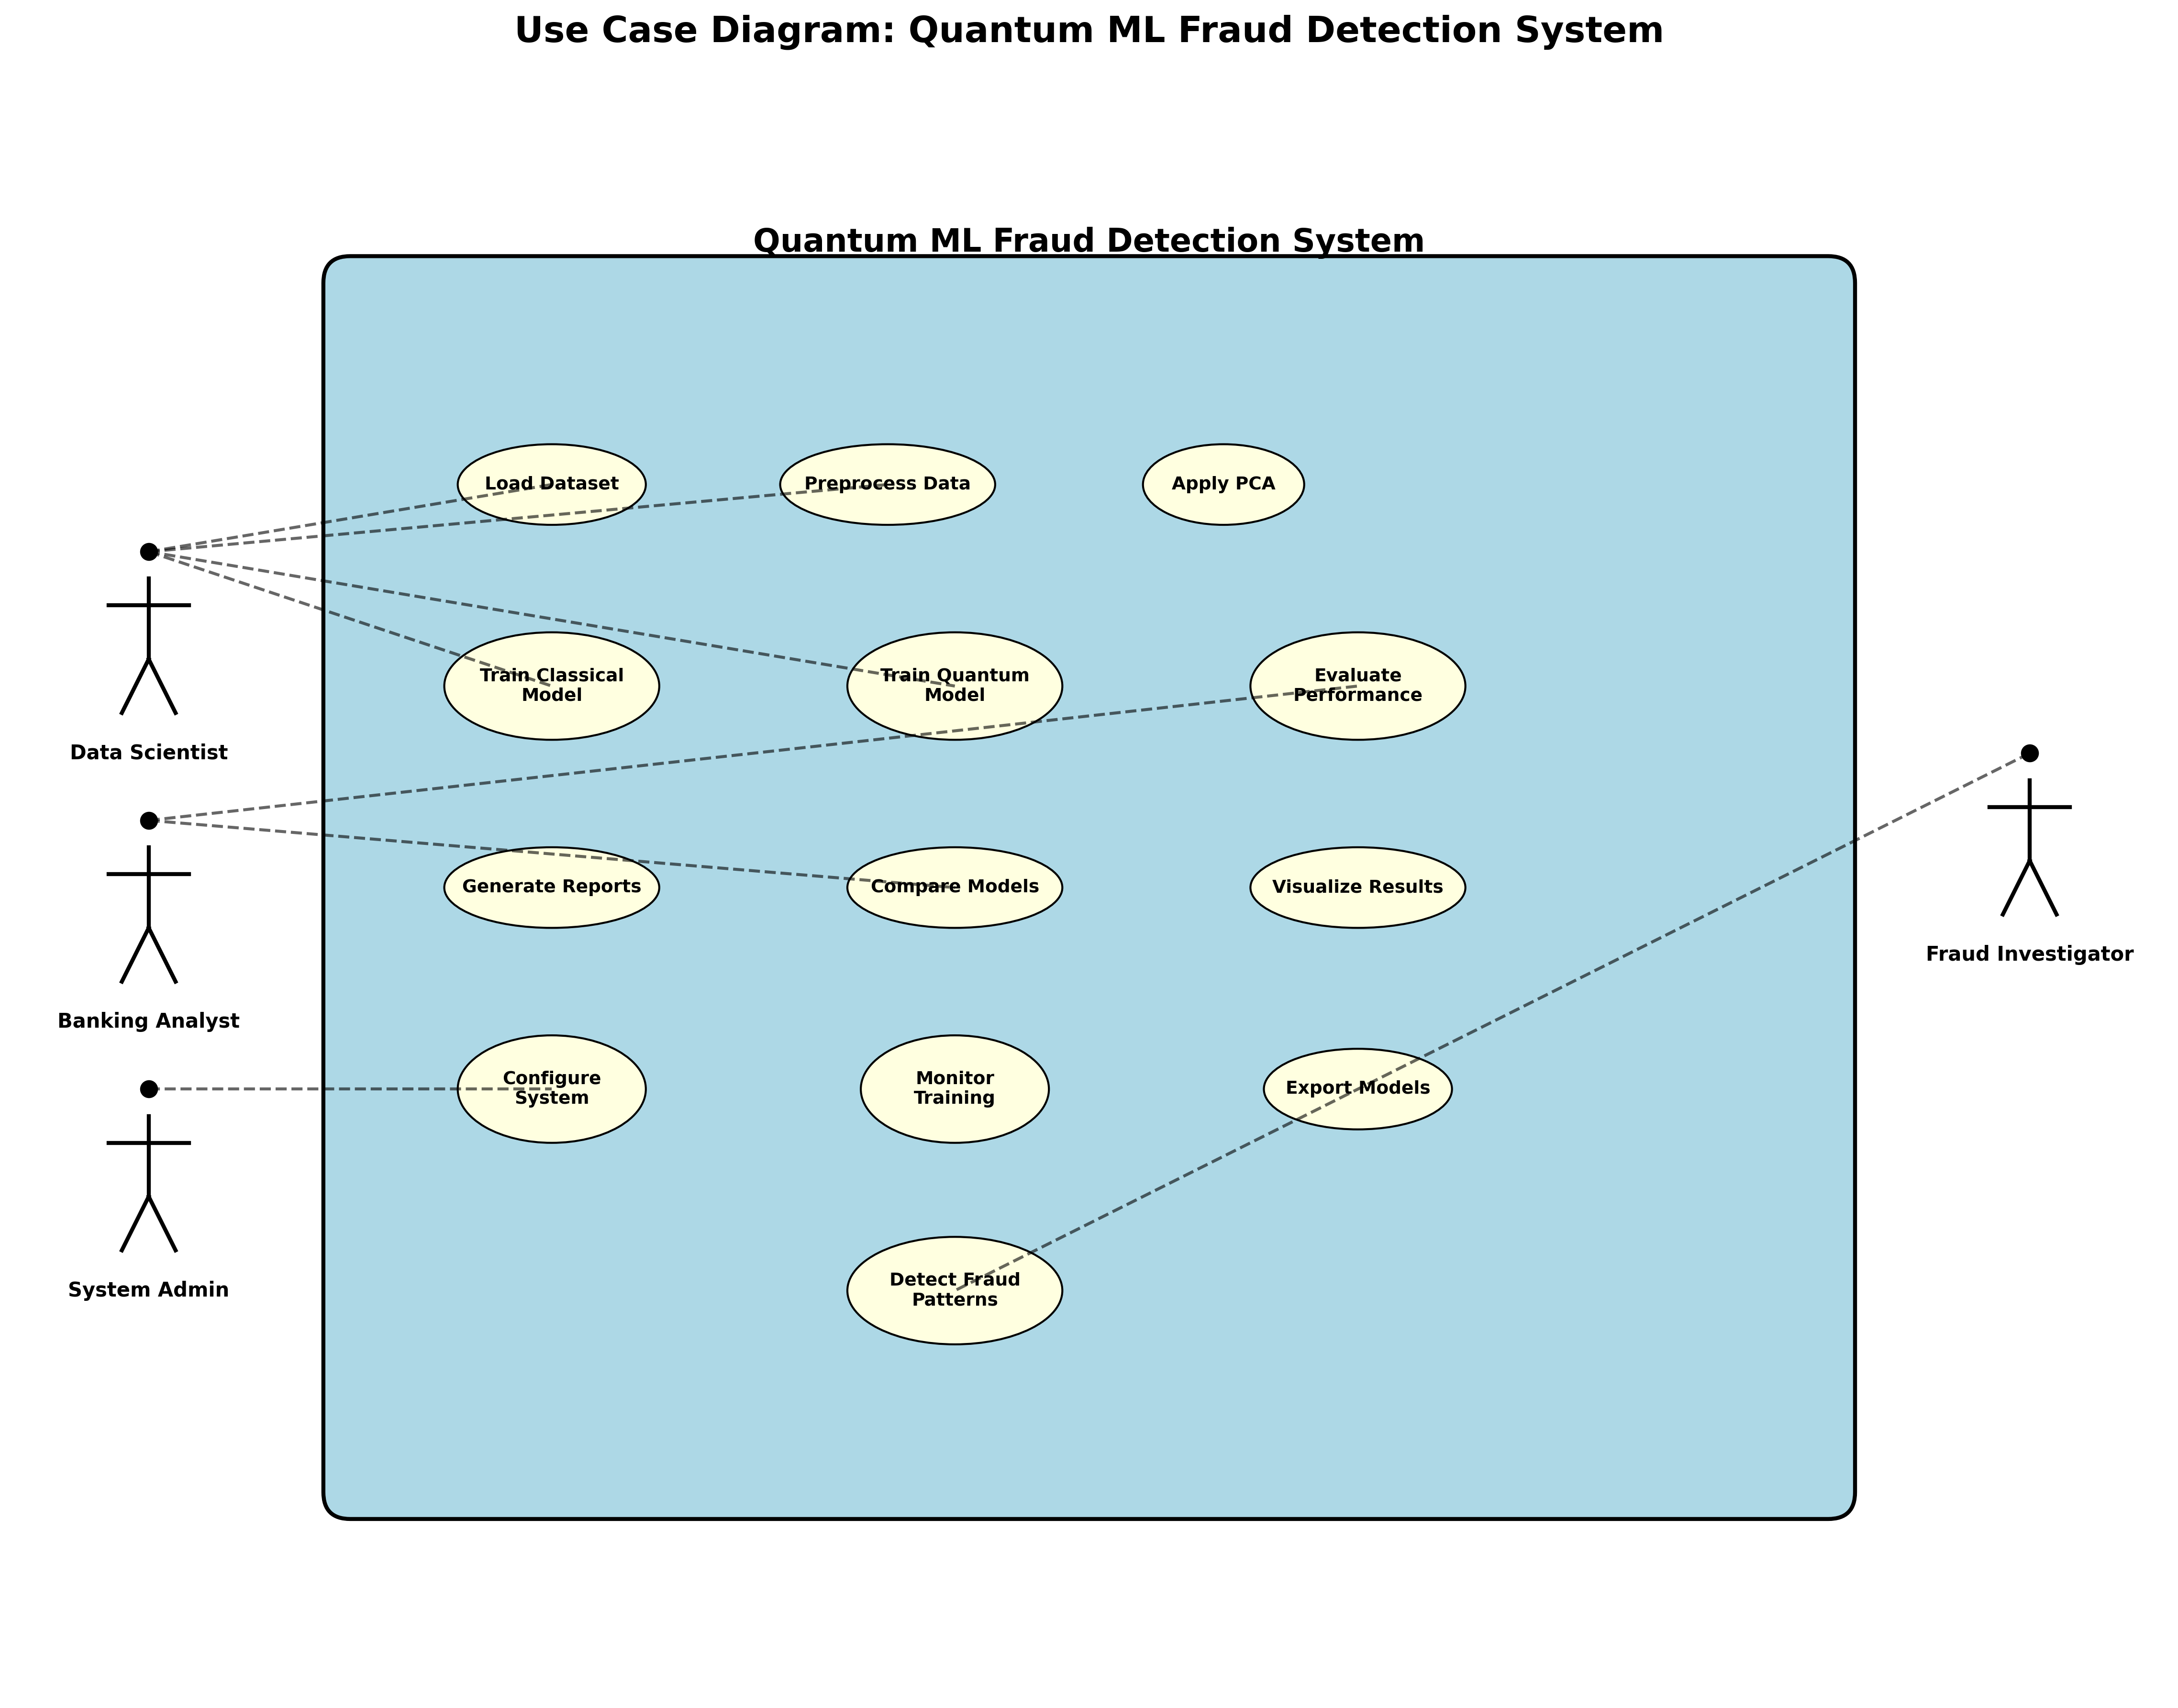 Use Case Diagram: Quantum ML Fraud Detection System
Quantum ML Fraud Detection System
Load Dataset
Preprocess Data
Apply PCA
Train Classical
Model
Train Quantum
Model
Evaluate
Performance
Data Scientist
Generate Reports
Compare Models
Visualize Results
Fraud Investigator
Banking Analyst
Configure
System
Monitor
Training
Export Models
System Admin
Detect Fraud
Patterns